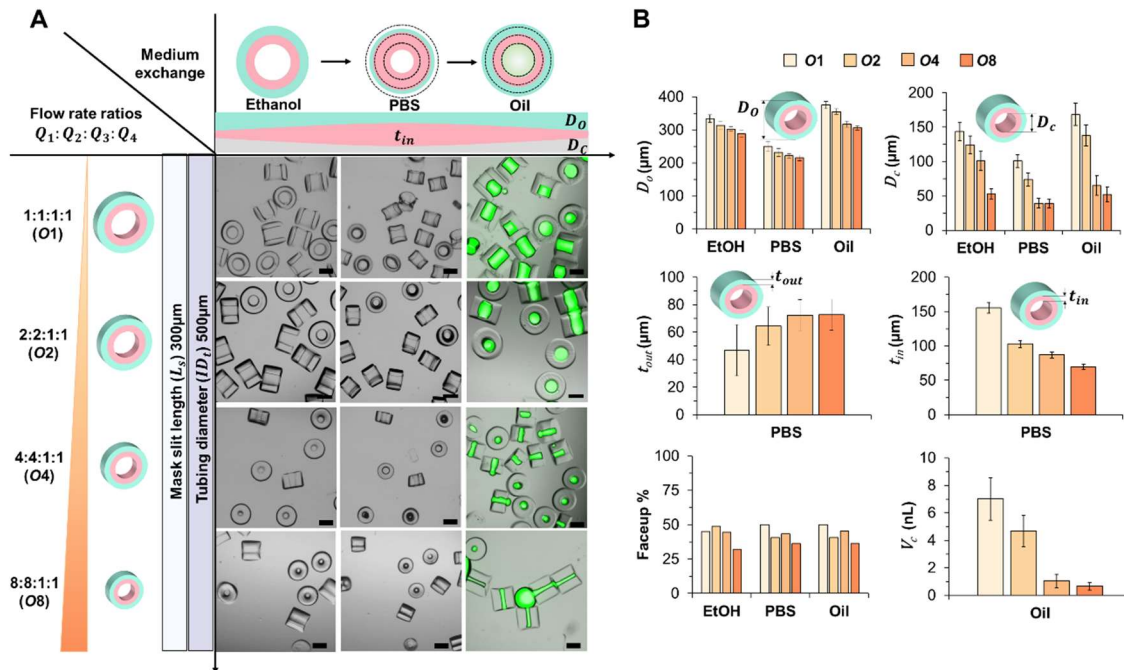 A
Medium
exchange
Flow rate ratios
Q1: Q2: Q3: Q4
Ethanol
PBS
Oil
DO
tin
DC
1:1:1:1
(O1)
2:2:1:1
(O2)
4:4:1:1
(O4)
8:8:1:1
(O8)
Mask slit length (Ls) 300µm
Tubing diameter (IDt) 500µm
B
O1 O2 O4 O8
Do (µm)
400
300
200
100
0
DO
EtOH PBS Oil
Dc (µm)
200
150
100
50
0
Dc
EtOH PBS Oil
tout (µm)
100
80
60
40
20
0
tout
PBS
tin (µm)
200
150
100
50
0
tin
PBS
Faceup %
100
75
50
25
0
EtOH PBS Oil
Vc (nL)
10
8
6
4
2
0
Oil